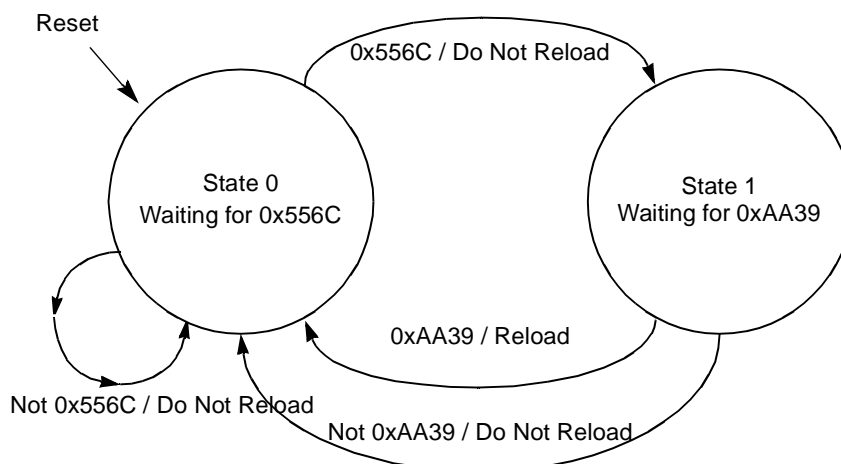 Reset
0x556C / Do Not Reload
State 0
Waiting for 0x556C
State 1
Waiting for 0xAA39
0xAA39 / Reload
Not 0x556C / Do Not Reload
Not 0xAA39 / Do Not Reload